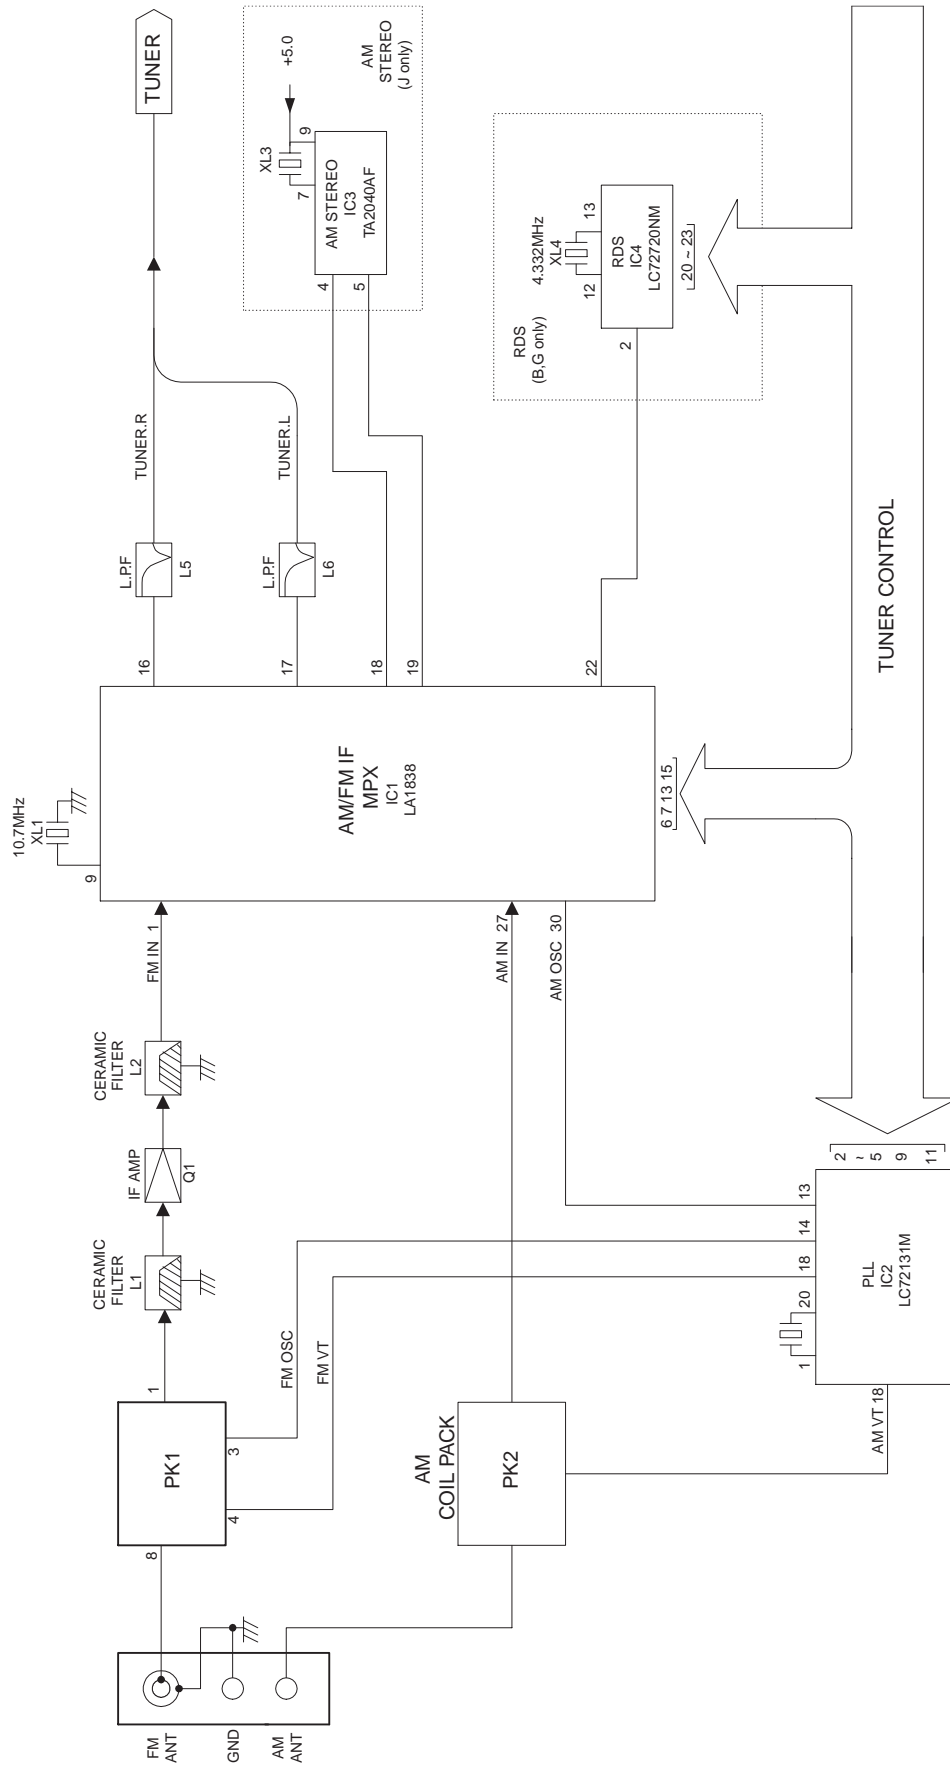 FM
ANT
GND
AM
ANT
8
PK1
1
3
4
FM OSC
FM VT
CERAMIC
FILTER
L1
IF AMP
Q1
CERAMIC
FILTER
L2
FM IN 1
AM
COIL PACK
PK2
AM IN 27
AM OSC 30
AM VT 18
1
20
18
14
13
PLL
IC2
LC72131M
2
~
5
9
11
10.7MHz
XL1
9
AM/FM IF
MPX
IC1
LA1838
6 7 13 15
16
17
18
19
22
L.P.F
L5
L.P.F
L6
TUNER.R
TUNER.L
TUNER
XL3
+5.0
7
9
AM STEREO
IC3
TA2040AF
4
5
AM
STEREO
(J only)
RDS
(B,G only)
4.332MHz
XL4
12
13
RDS
IC4
LC72720NM
2
20 ~ 23
TUNER CONTROL